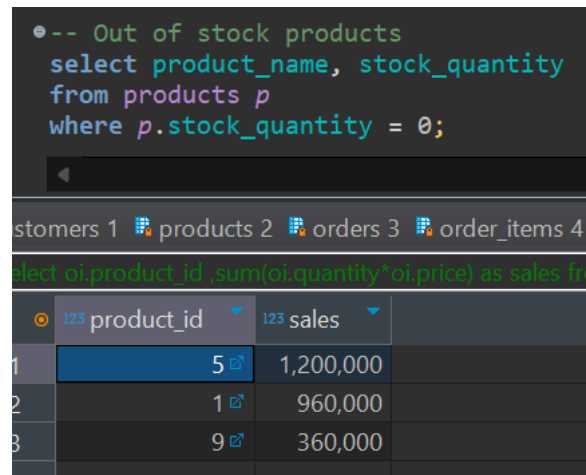 -- Out of stock products
select product_name, stock_quantity
from products p
where p.stock_quantity = 0;
stomers 1 products 2 orders 3 order_items 4
elect oi.product_id ,sum(oi.quantity*oi.price) as sales fr
123 product_id 123 sales
1 5 1,200,000
2 1 960,000
3 9 360,000